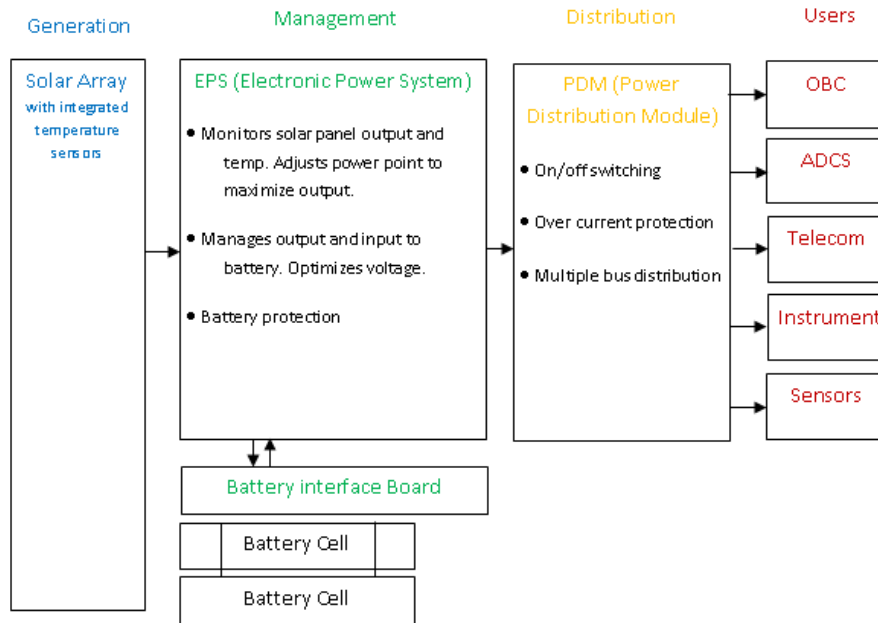 Generation
Management
Distribution
Users
Solar Array
with integrated
temperature
sensors
EPS (Electronic Power System)
● Monitors solar panel output and
temp. Adjusts power point to
maximize output.
● Manages output and input to
battery. Optimizes voltage.
● Battery protection
PDM (Power
Distribution Module)
● On/off switching
● Over current protection
● Multiple bus distribution
OBC
ADCS
Telecom
Instrument
Sensors
Battery interface Board
Battery Cell
Battery Cell